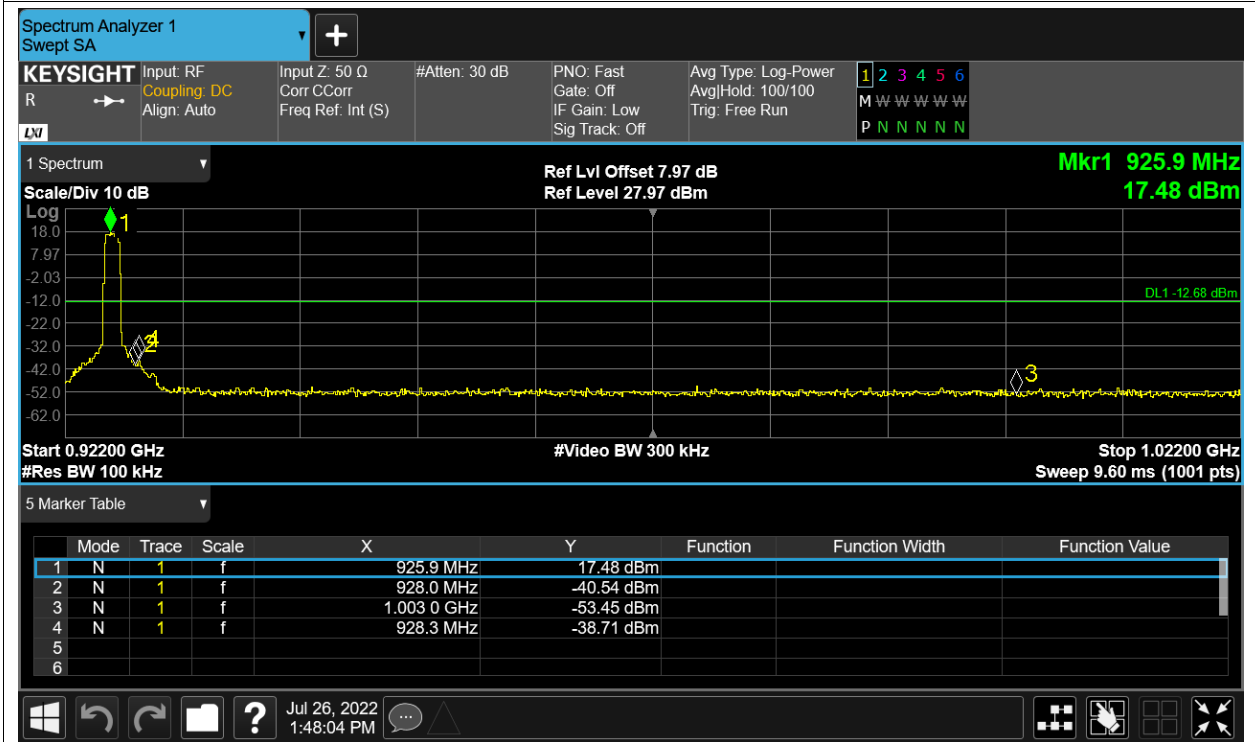 Spectrum Analyzer 1
Swept SA
KEYSIGHT Input: RF Input Z: 50 Ω #Atten: 30 dB PNO: Fast Avg Type: Log-Power 1 2 3 4 5 6
R Coupling: DC Corr CCorr Gate: Off Avg|Hold: 100/100 M W W W W W
Align: Auto Freq Ref: Int (S) IF Gain: Low Trig: Free Run
LXI Sig Track: Off P N N N N N
1 Spectrum Ref Lvl Offset 7.97 dB Mkr1 925.9 MHz
Scale/Div 10 dB Ref Level 27.97 dBm 17.48 dBm
Log
1
18.0
7.97
-2.03
-12.0 DL1 -12.68 dBm
-22.0
-32.0
-42.0 3
-52.0
-62.0
Start 0.92200 GHz #Video BW 300 kHz Stop 1.02200 GHz
#Res BW 100 kHz Sweep 9.60 ms (1001 pts)
5 Marker Table
Mode Trace Scale X Y Function Function Width Function Value
1 N 1 f 925.9 MHz 17.48 dBm
2 N 1 f 928.0 MHz -40.54 dBm
3 N 1 f 1.003 0 GHz -53.45 dBm
4 N 1 f 928.3 MHz -38.71 dBm
5
6
? Jul 26, 2022
1:48:04 PM